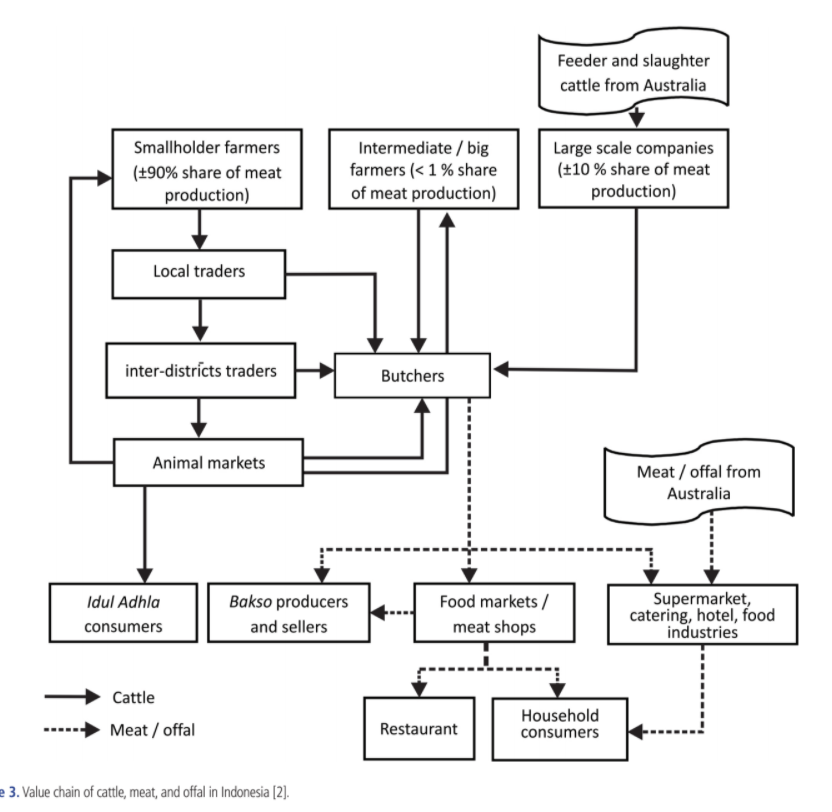 Feeder and slaughter
cattle from Australia
Smallholder farmers
(±90% share of meat
production)
Intermediate / big
farmers (< 1 % share
of meat production)
Large scale companies
(±10 % share of meat
production)
Local traders
inter-districts traders
Butchers
Animal markets
Meat / offal from
Australia
Idul Adhla
consumers
Bakso producers
and sellers
Food markets /
meat shops
Supermarket,
catering, hotel, food
industries
Cattle
Meat / offal
Restaurant
Household
consumers
e 3. Value chain of cattle, meat, and offal in Indonesia [2].